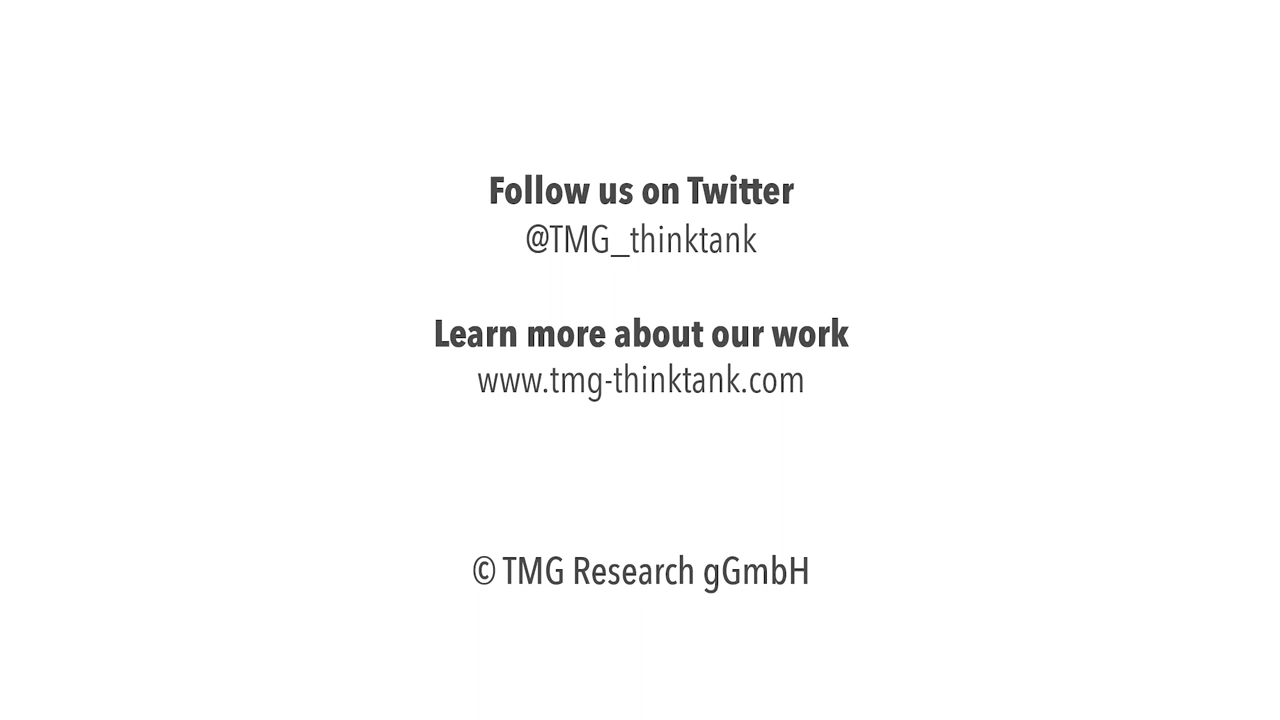 Follow us on Twitter
@TMG_thinktank
Learn more about our work
www.tmg-thinktank.com
© TMG Research gGmbH